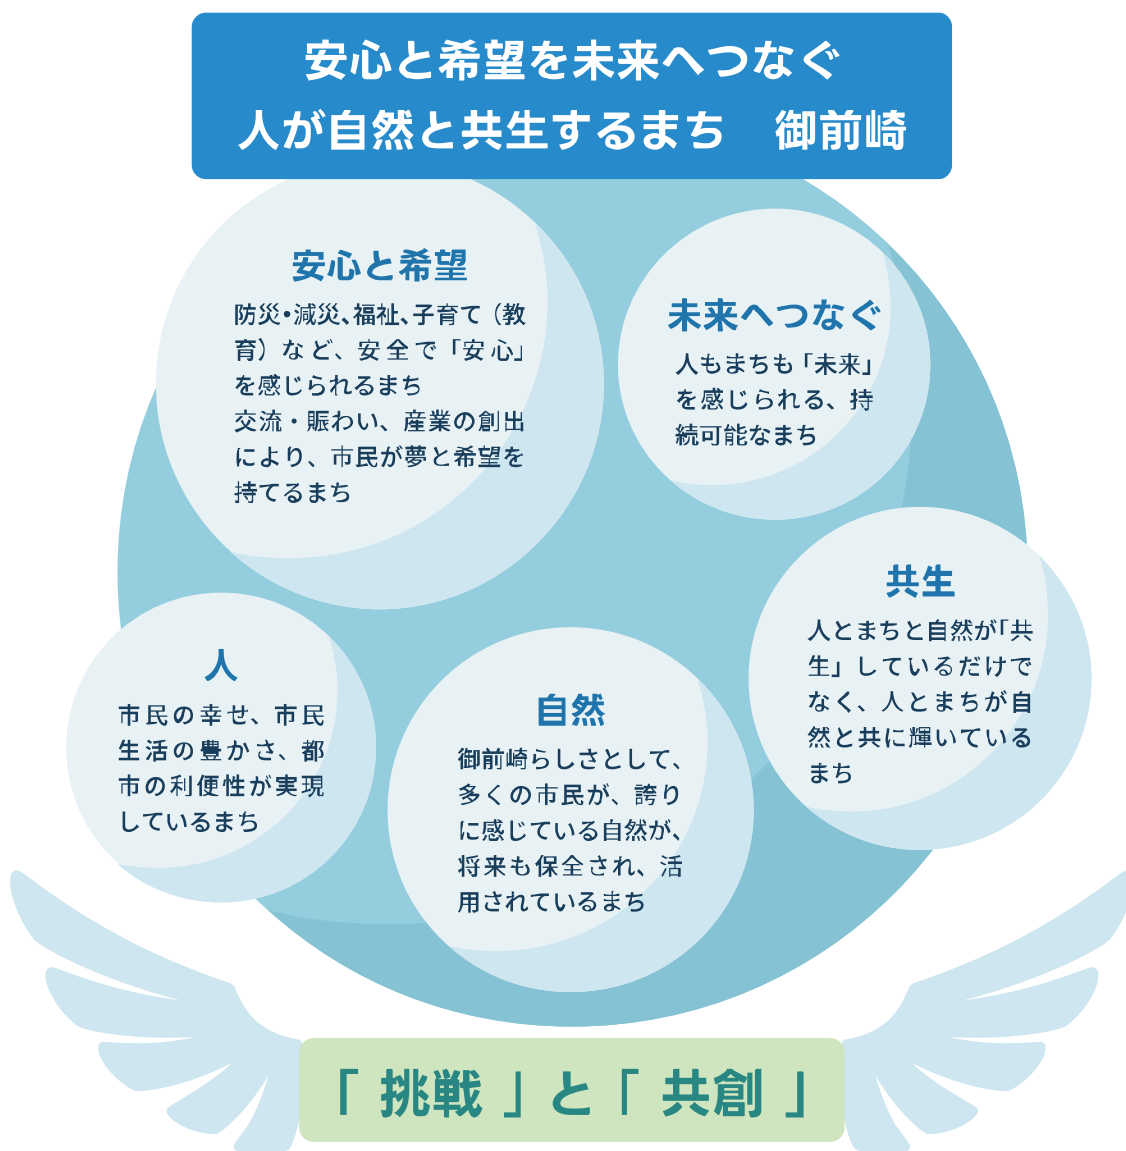 安心と希望を未来へつなぐ
人が自然と共生するまち　御前崎
安心と希望
防災・減災、福祉、子育て（教
育）など、安全で「安心」
を感じられるまち
交流・賑わい、産業の創出
により、市民が夢と希望を
持てるまち
未来へつなぐ
人もまちも「未来」
を感じられる、持
続可能なまち
共生
人とまちと自然が「共
生」しているだけで
なく、人とまちが自
然と共に輝いている
まち
人
市民の幸せ、市民
生活の豊かさ、都
市の利便性が実現
しているまち
自然
御前崎らしさとして、
多くの市民が、誇り
に感じている自然が、
将来も保全され、活
用されているまち
「 挑戦 」と「 共創 」